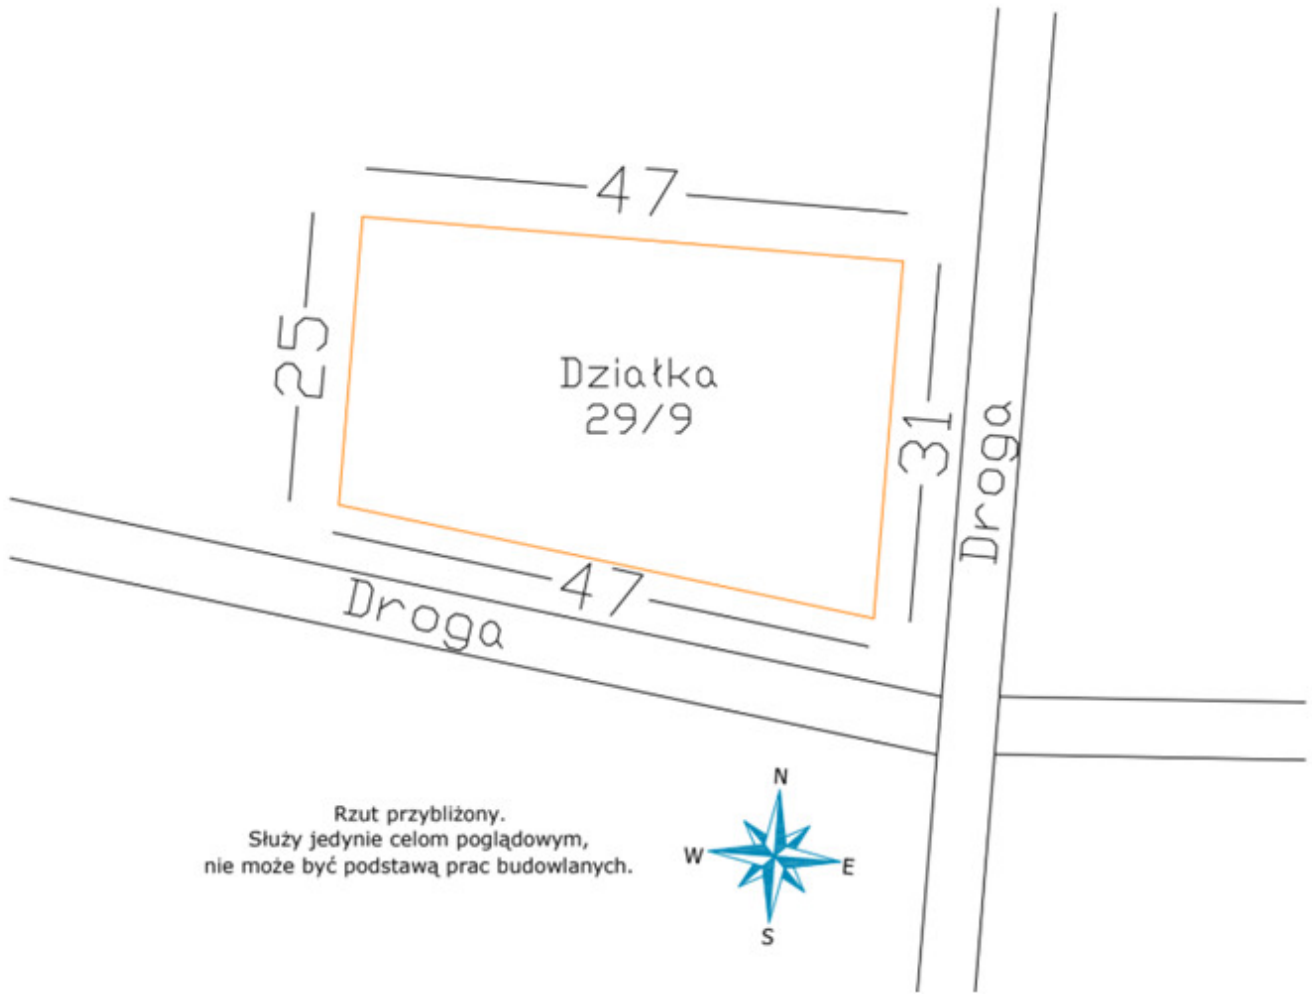 47
25
Działka
29/9
31
Droga
47
Droga
N
W
E
S
Rzut przybliżony.
Służy jedynie celom poglądowym,
nie może być podstawą prac budowlanych.